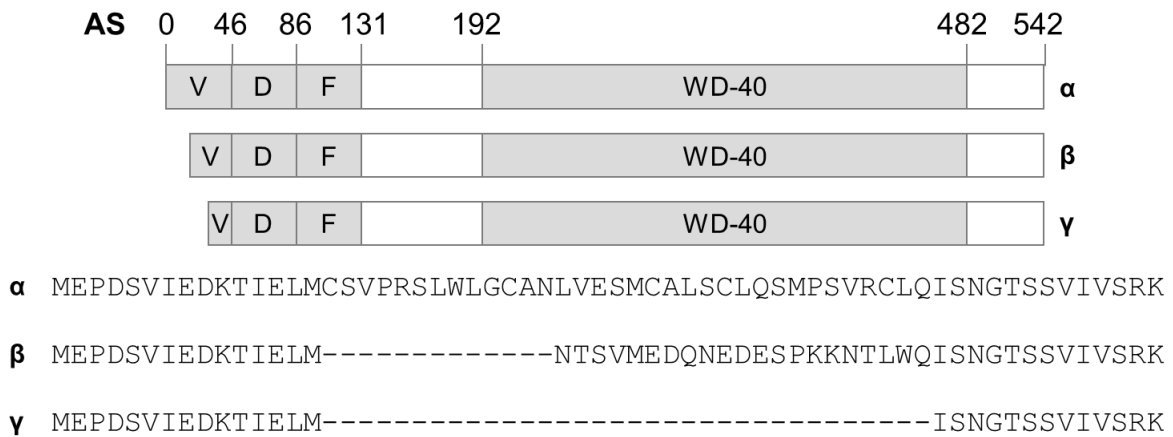 AS 0 46 86 131 192 482 542
V D F WD-40 α
V D F WD-40 β
V D F WD-40 γ
α MEPDSVIEDKTIELMCSVPRSLWLGCANLVESMCALSCLQSMPSVRCLQISNGTSSVIVSRK
β MEPDSVIEDKTIELM-------------NTSVMEDQNEDESPKKNTLWQISNGTSSVIVSRK
γ MEPDSVIEDKTIELM----------------------------------ISNGTSSVIVSRK